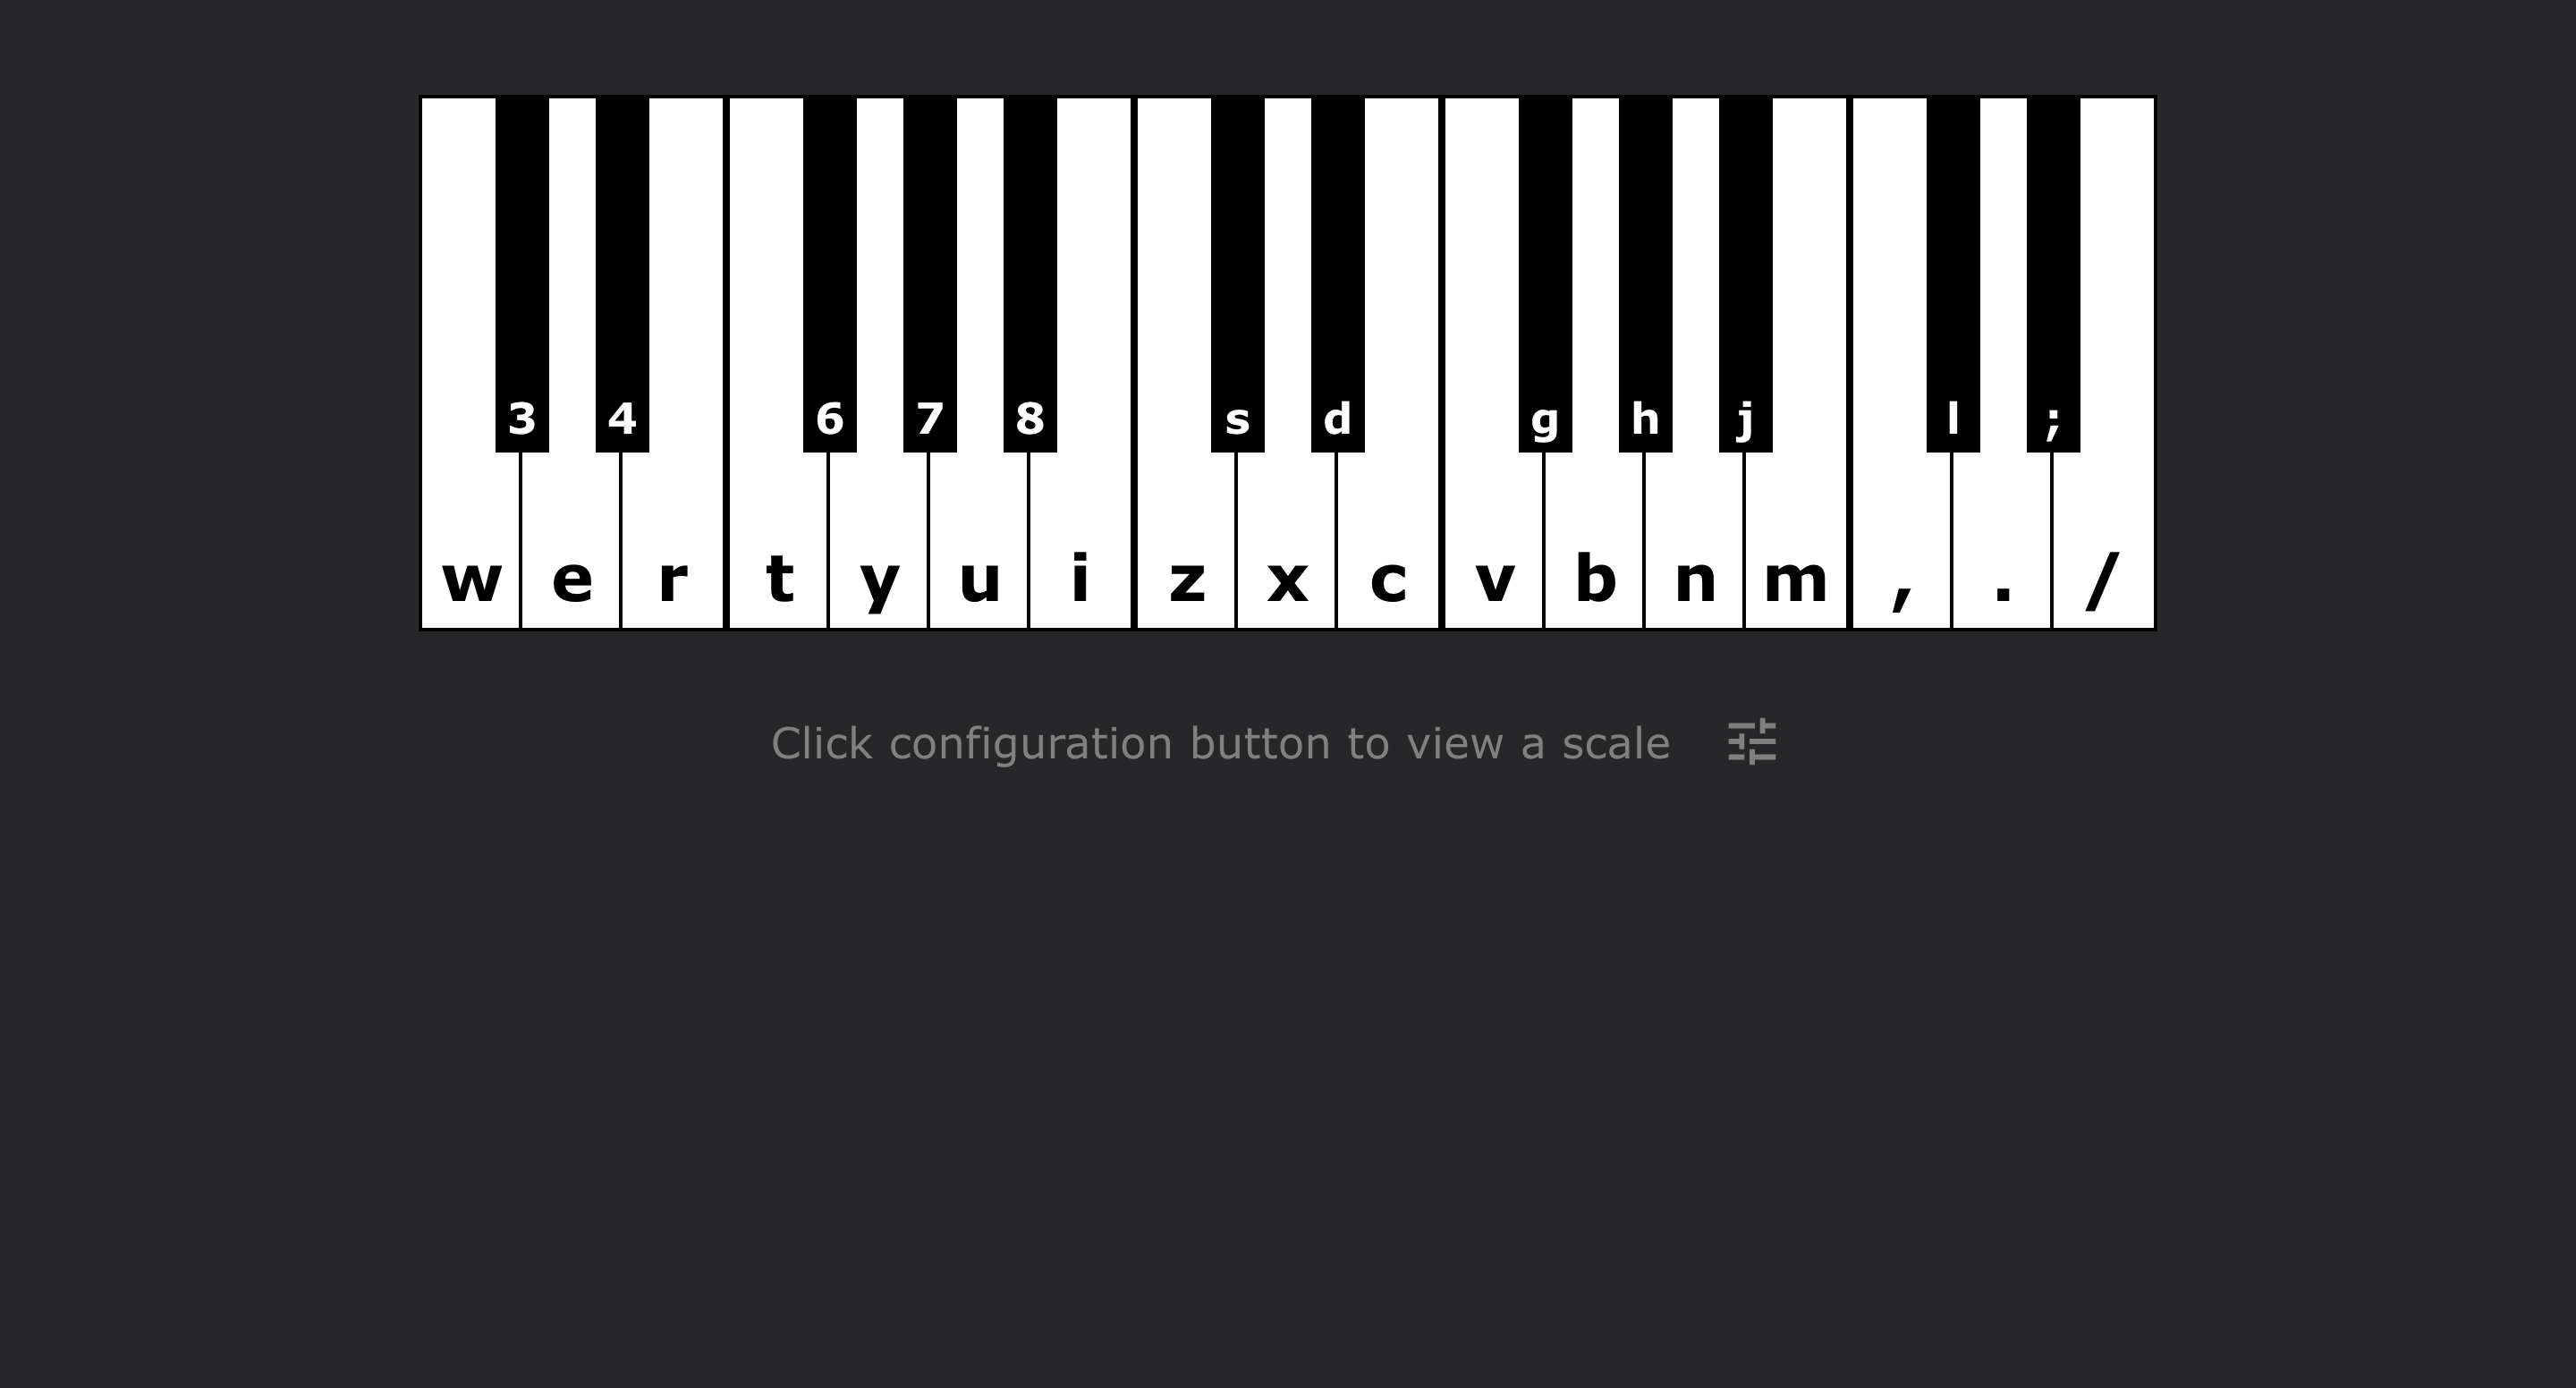 3 4 6 7 8 s d g h j l ;
w e r t y u i z x c v b n m , . /
Click configuration button to view a scale